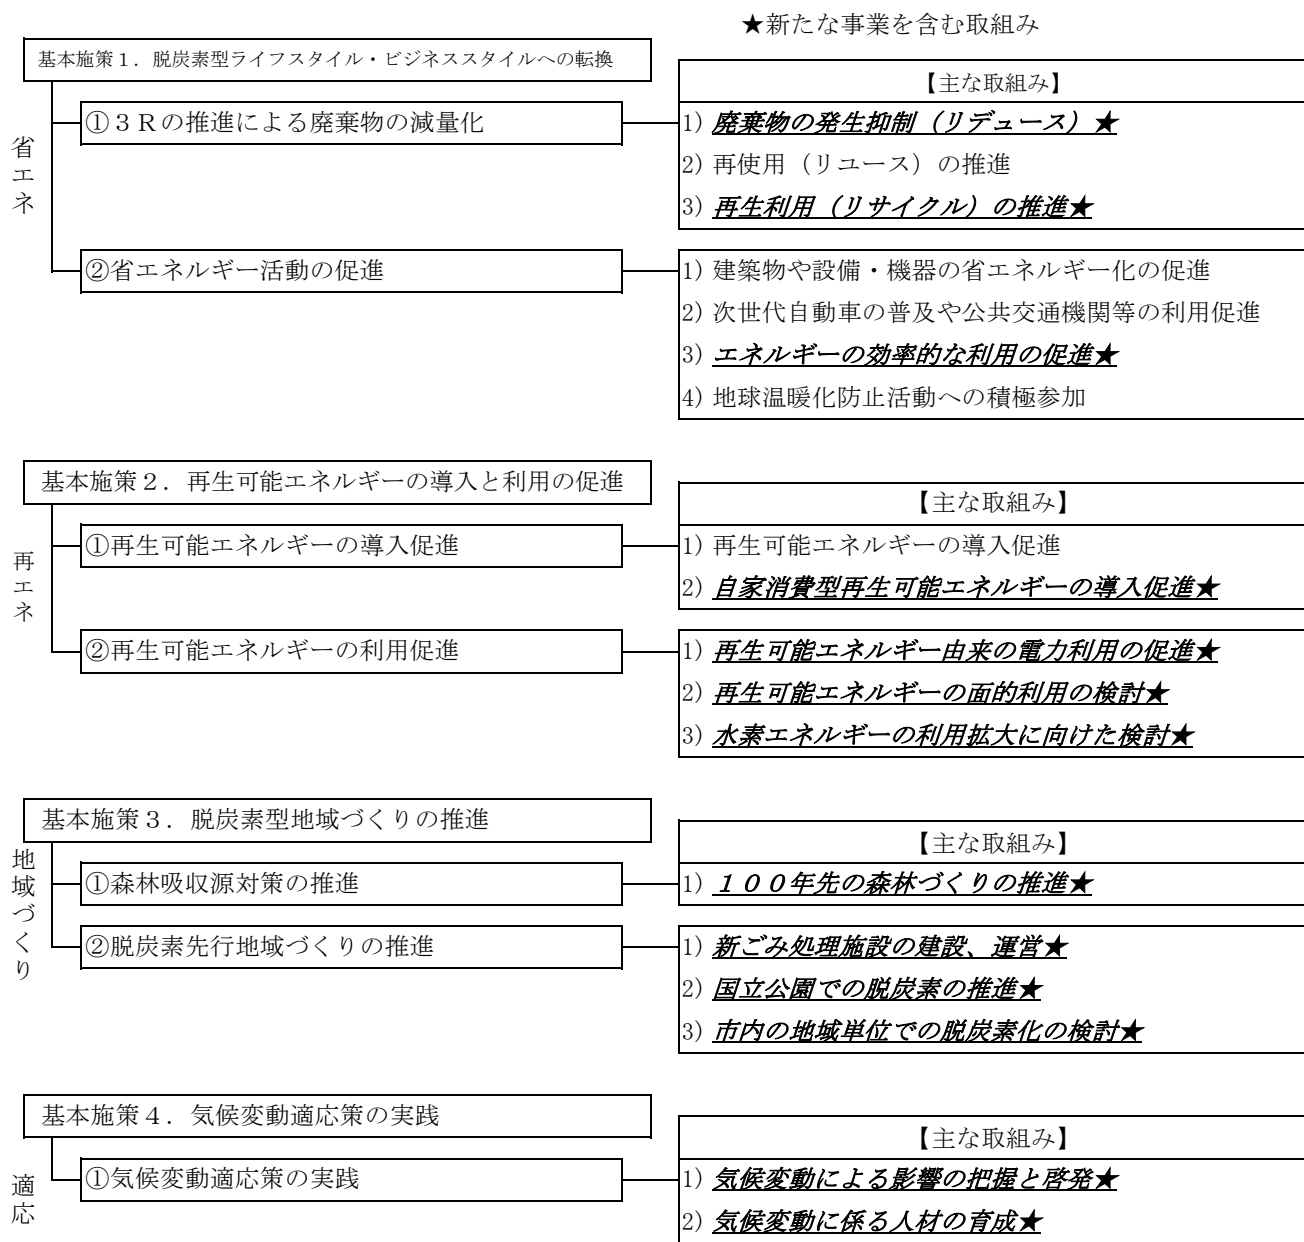 ★新たな事業を含む取組み
基本施策１．脱炭素型ライフスタイル・ビジネススタイルへの転換
省エネ
【主な取組み】
①３Ｒの推進による廃棄物の減量化
1) 廃棄物の発生抑制（リデュース）★
2) 再使用（リユース）の推進
3) 再生利用（リサイクル）の推進★
②省エネルギー活動の促進
1) 建築物や設備・機器の省エネルギー化の促進
2) 次世代自動車の普及や公共交通機関等の利用促進
3) エネルギーの効率的な利用の促進★
4) 地球温暖化防止活動への積極参加
基本施策２．再生可能エネルギーの導入と利用の促進
再エネ
【主な取組み】
①再生可能エネルギーの導入促進
1) 再生可能エネルギーの導入促進
2) 自家消費型再生可能エネルギーの導入促進★
②再生可能エネルギーの利用促進
1) 再生可能エネルギー由来の電力利用の促進★
2) 再生可能エネルギーの面的利用の検討★
3) 水素エネルギーの利用拡大に向けた検討★
基本施策３．脱炭素型地域づくりの推進
地域づくり
【主な取組み】
①森林吸収源対策の推進
1) １００年先の森林づくりの推進★
②脱炭素先行地域づくりの推進
1) 新ごみ処理施設の建設、運営★
2) 国立公園での脱炭素の推進★
3) 市内の地域単位での脱炭素化の検討★
基本施策４．気候変動適応策の実践
適応
【主な取組み】
①気候変動適応策の実践
1) 気候変動による影響の把握と啓発★
2) 気候変動に係る人材の育成★